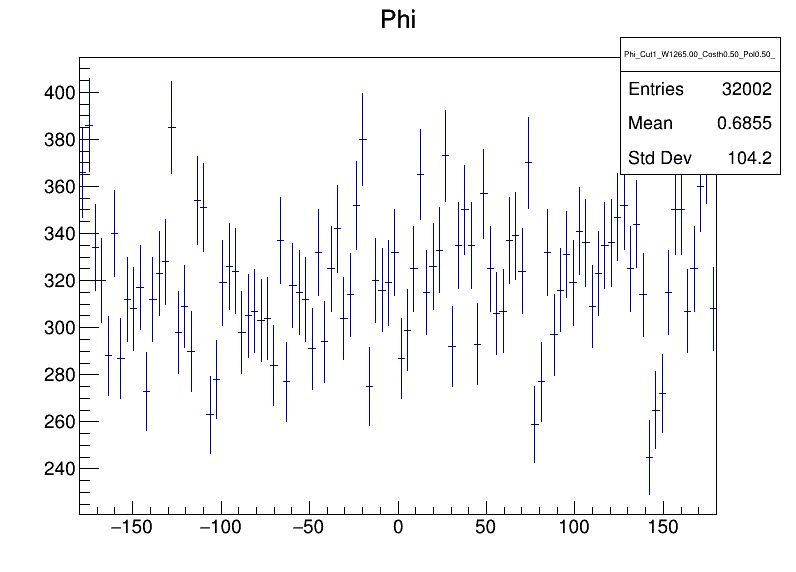 Phi
Phi_Cut1_W1265.00_Costh0.50_Pol0.50_
Entries 32002
Mean 0.6855
Std Dev 104.2
400
380
360
340
320
300
280
260
240
−150 −100 −50 0 50 100 150